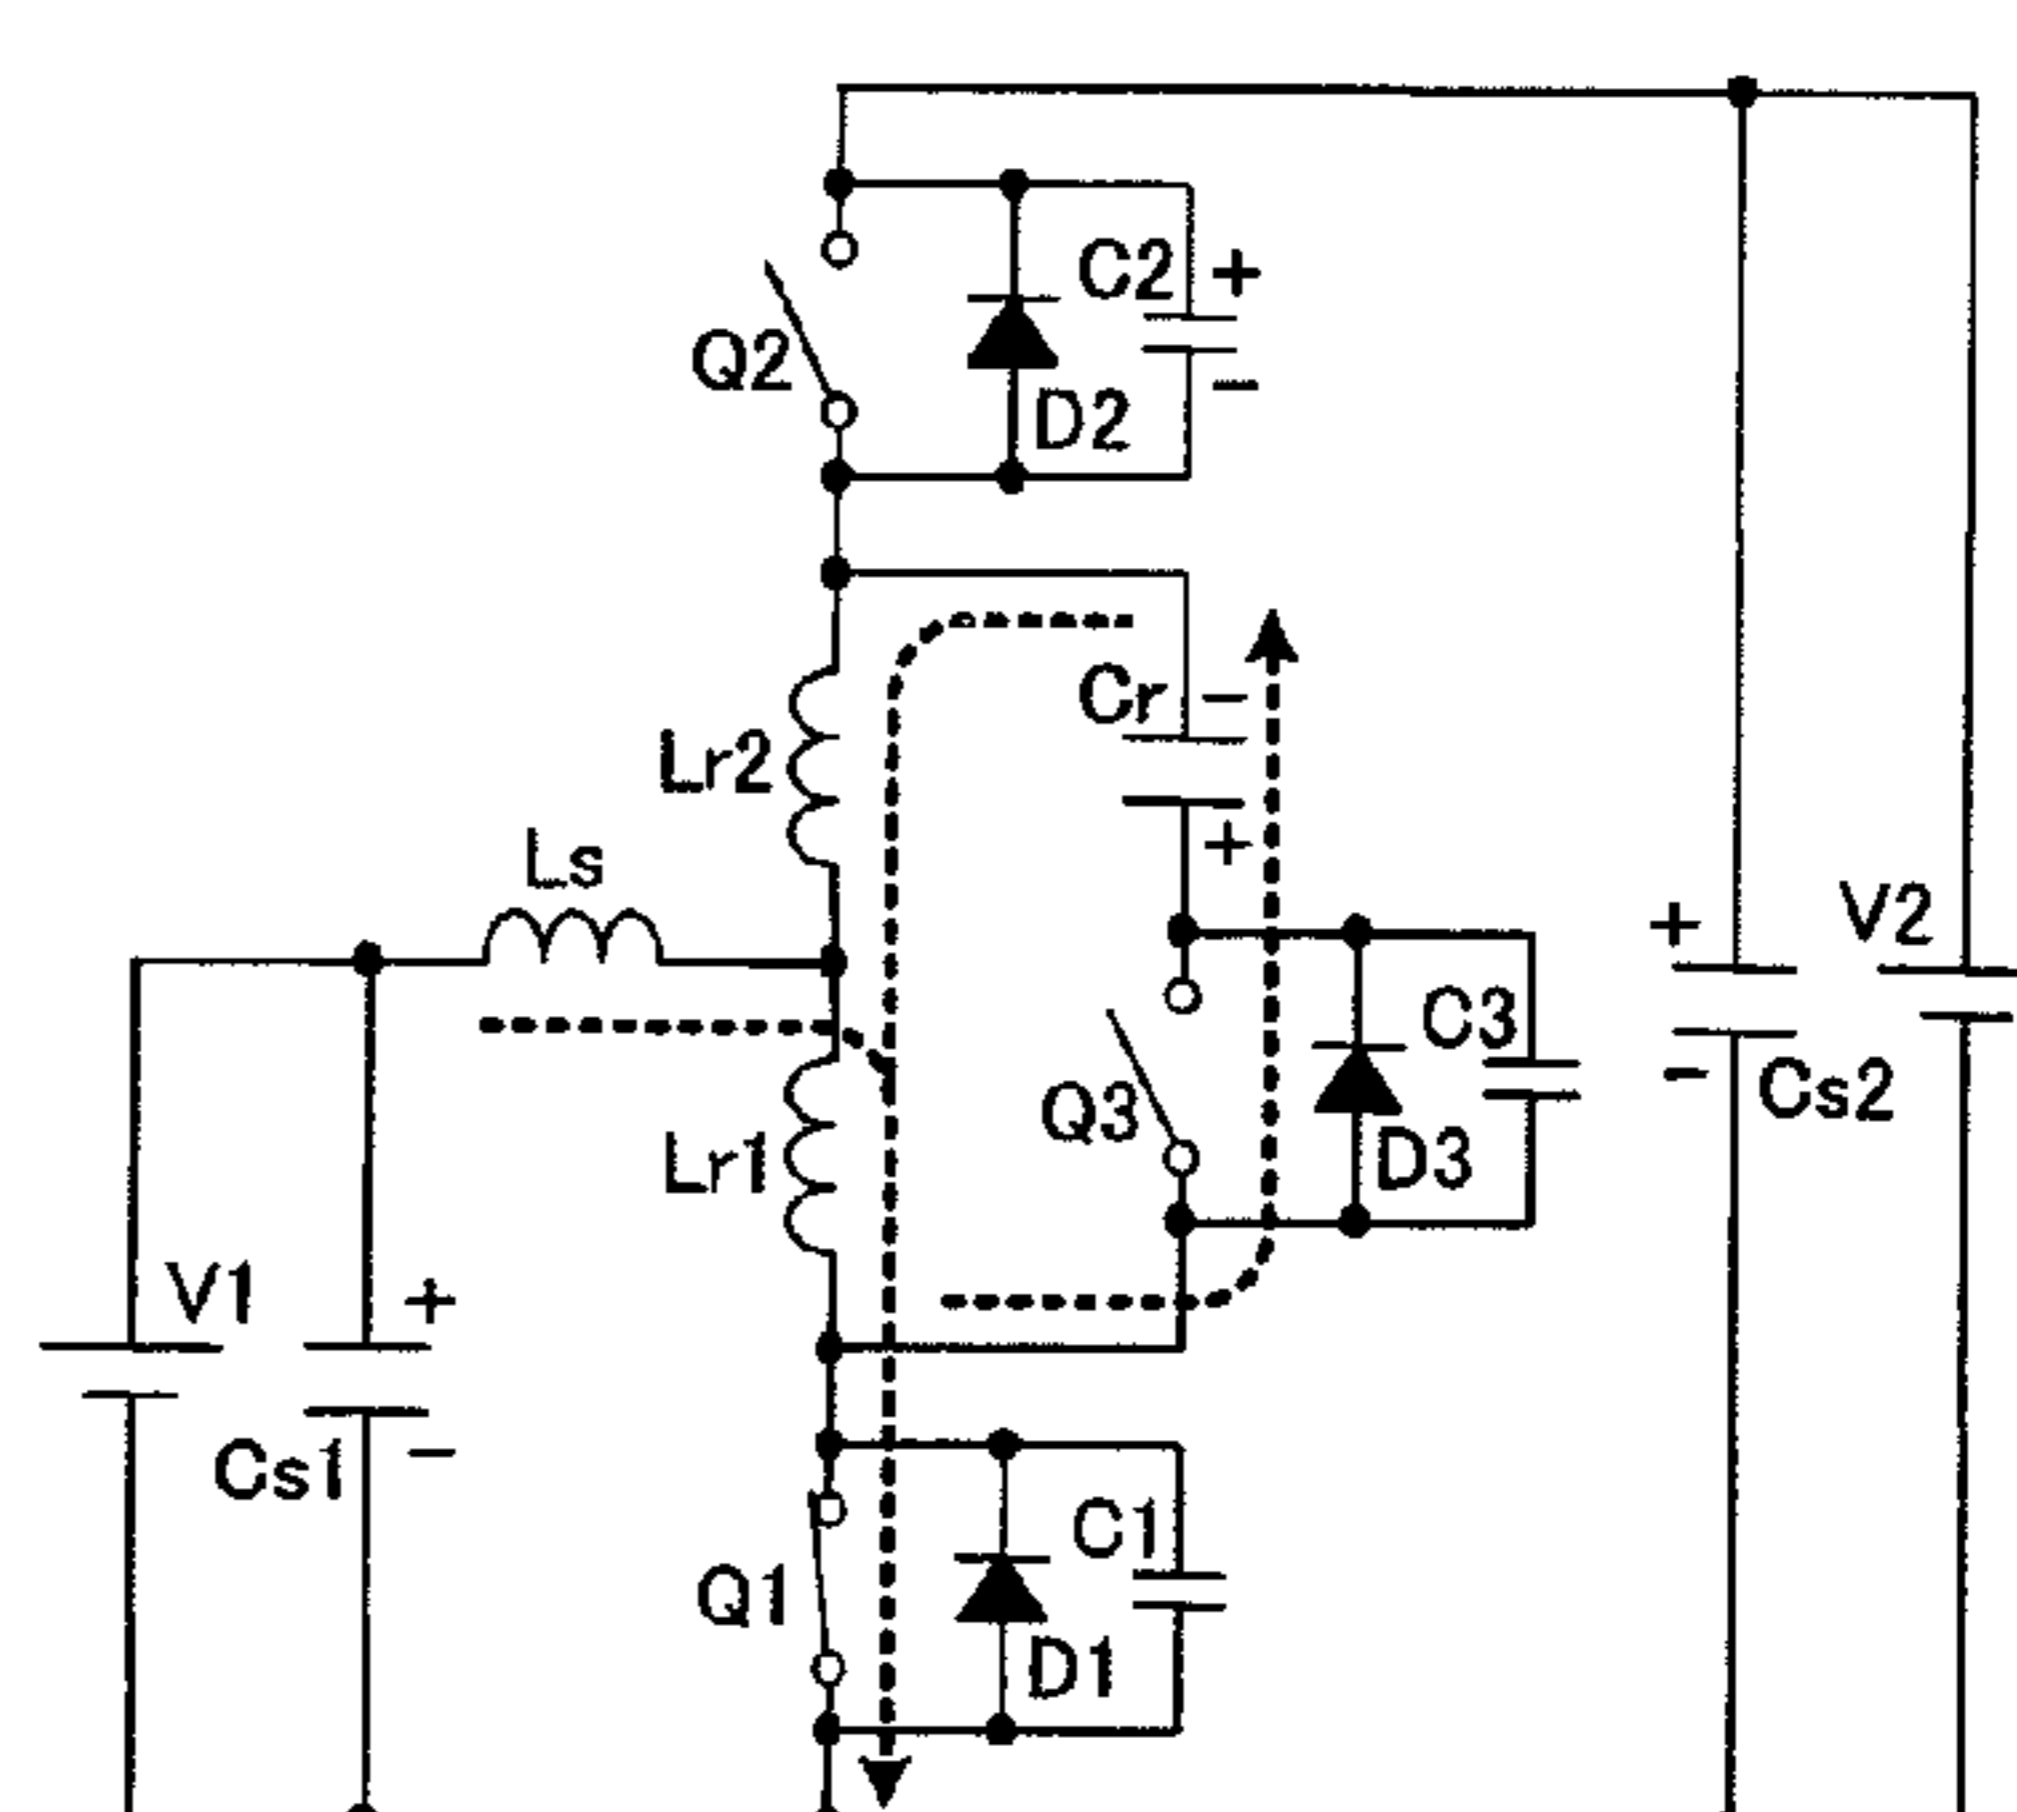 C2
+
Q2
-
D2
Cr
-
Lr2
+
Ls
+
V2
C3
Q3
-
Cs2
Lr1
D3
V1
+
Cs1
-
C1
Q1
D1